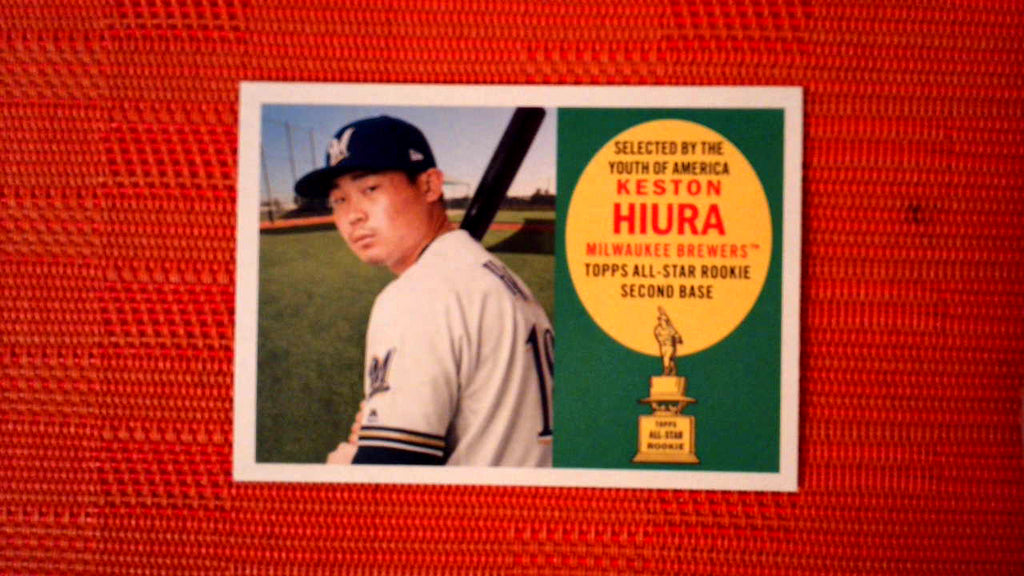 SELECTED BY THE
YOUTH OF AMERICA
KESTON
HIURA
MILWAUKEE BREWERS™
TOPPS ALL-STAR ROOKIE
SECOND BASE
TOPPS
ALL-STAR
ROOKIE
M
M